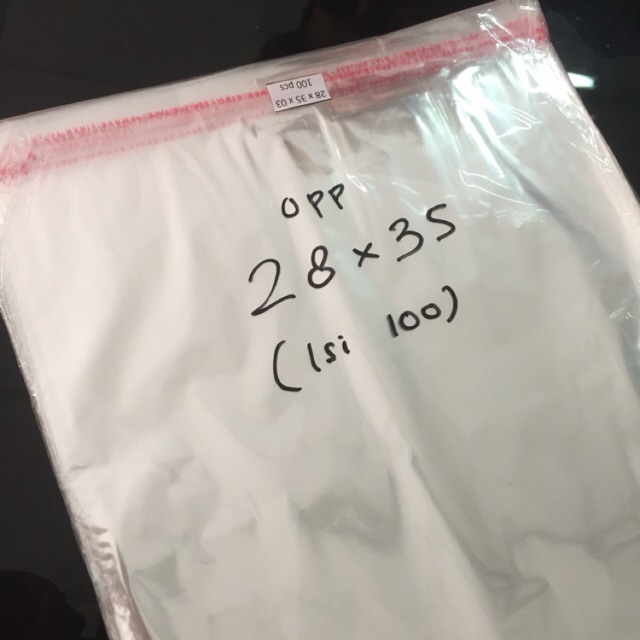 28 x 35 x 03
100 pcs
OPP
28 x 35
(Isi 100)